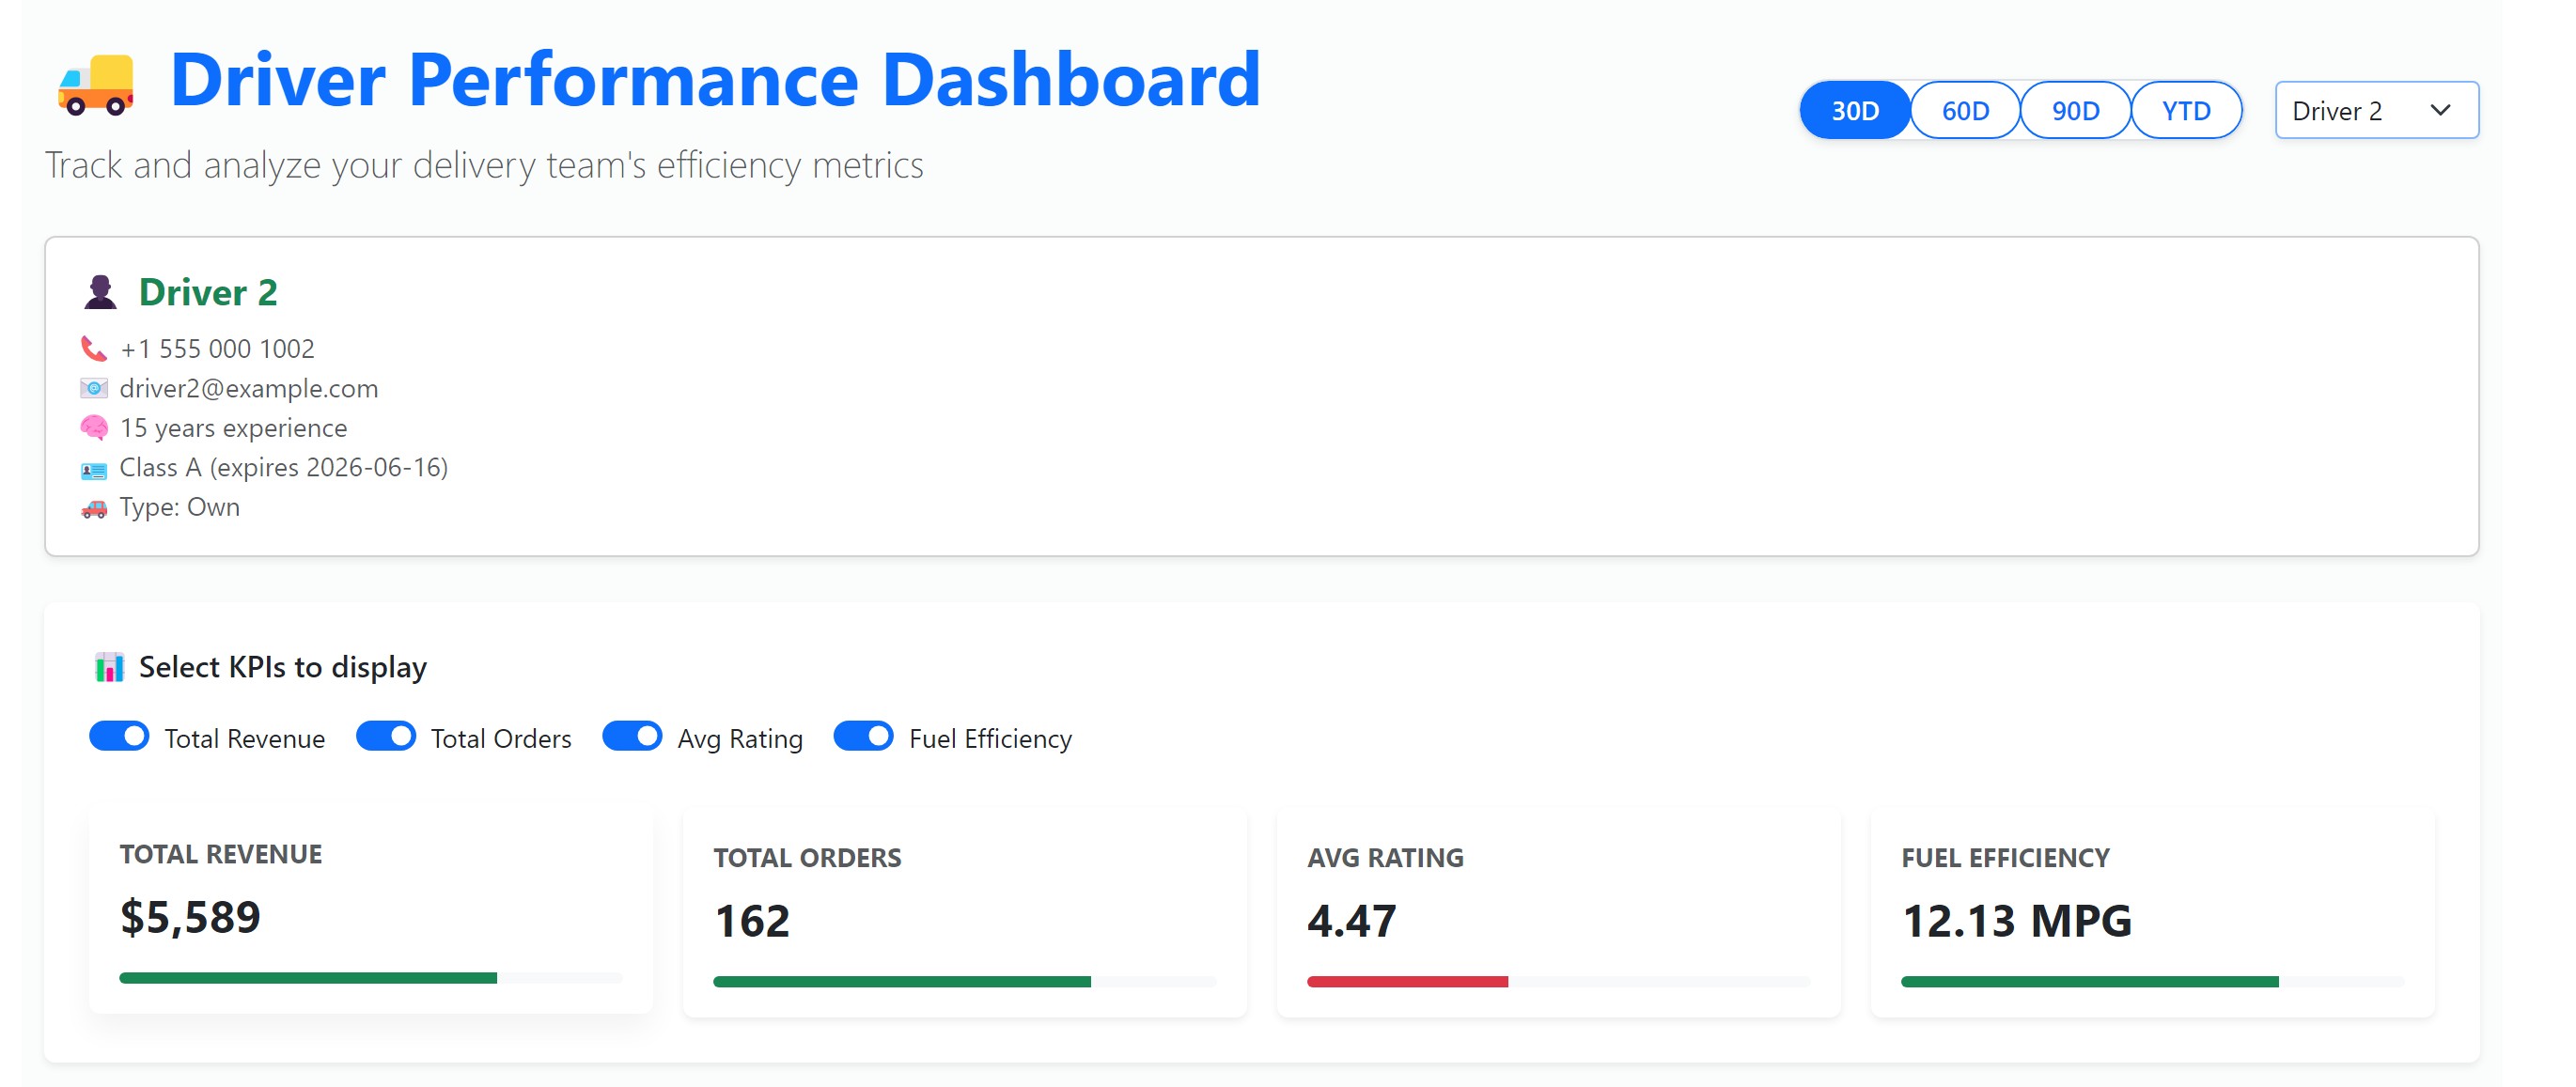 Driver Performance Dashboard
Track and analyze your delivery team's efficiency metrics
30D 60D 90D YTD Driver 2
Driver 2
+1 555 000 1002
driver2@example.com
15 years experience
Class A (expires 2026-06-16)
Type: Own
Select KPIs to display
Total Revenue Total Orders Avg Rating Fuel Efficiency
TOTAL REVENUE
$5,589
TOTAL ORDERS
162
AVG RATING
4.47
FUEL EFFICIENCY
12.13 MPG